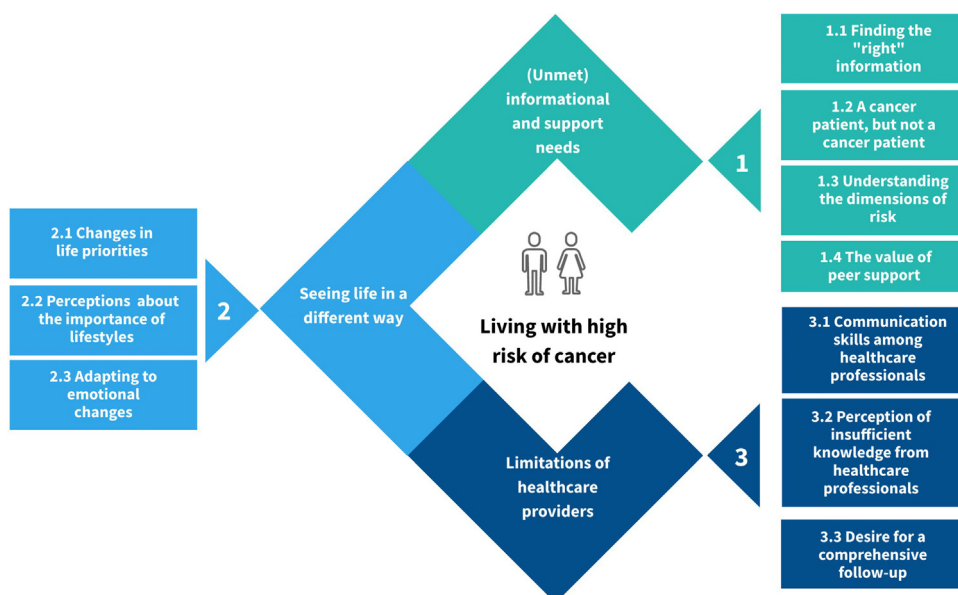 (Unmet)
informational
and support
needs
1
1.1 Finding the
"right"
information
1.2 A cancer
patient, but not a
cancer patient
1.3 Understanding
the dimensions of
risk
1.4 The value of
peer support
Seeing life in a
different way
2
2.1 Changes in
life priorities
2.2 Perceptions about
the importance of
lifestyles
2.3 Adapting to
emotional
changes
Living with high
risk of cancer
Limitations of
healthcare
providers
3
3.1 Communication
skills among
healthcare
professionals
3.2 Perception of
insufficient
knowledge from
healthcare
professionals
3.3 Desire for a
comprehensive
follow-up